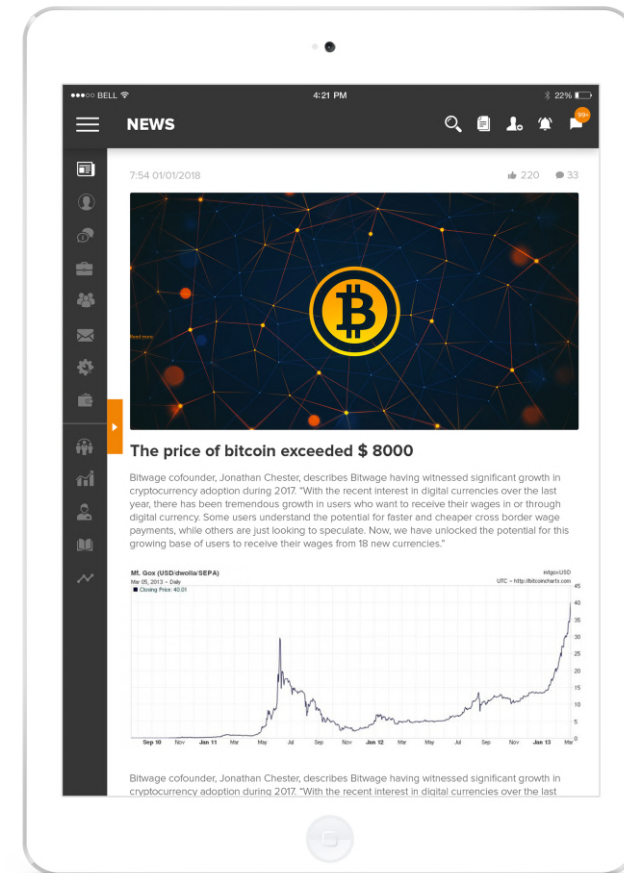 BELL
4:21 PM
22%
NEWS
99+
7:54 01/01/2018
220
33
Read more
The price of bitcoin exceeded $ 8000
Bitwage cofounder, Jonathan Chester, describes Bitwage having witnessed significant growth in
cryptocurrency adoption during 2017. “With the recent interest in digital currencies over the last
year, there has been tremendous growth in users who want to receive their wages in or through
digital currency. Some users understand the potential for faster and cheaper cross border wage
payments, while others are just looking to speculate. Now, we have unlocked the potential for this
growing base of users to receive their wages from 18 new currencies.”
Mt. Gox (USD/dwolla/SEPA)
mtgoxUSD
Mar 05, 2013 – Daily
UTC – http://bitcoincharts.com
Closing Price: 40.01
45
40
35
30
25
20
15
10
5
0
Sep 10 Nov Jan 11 Mar May Jul Sep Nov Jan 12 Mar May Jul Sep Nov Jan 13 Mar
Bitwage cofounder, Jonathan Chester, describes Bitwage having witnessed significant growth in
cryptocurrency adoption during 2017. “With the recent interest in digital currencies over the last